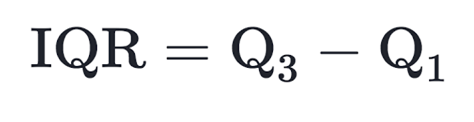 IQR = Q₃ − Q₁